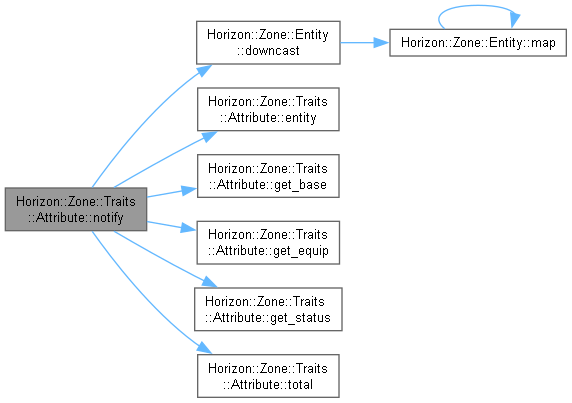 Horizon::Zone::Traits
::Attribute::notify
Horizon::Zone::Entity
::downcast
Horizon::Zone::Entity::map
Horizon::Zone::Traits
::Attribute::entity
Horizon::Zone::Traits
::Attribute::get_base
Horizon::Zone::Traits
::Attribute::get_equip
Horizon::Zone::Traits
::Attribute::get_status
Horizon::Zone::Traits
::Attribute::total